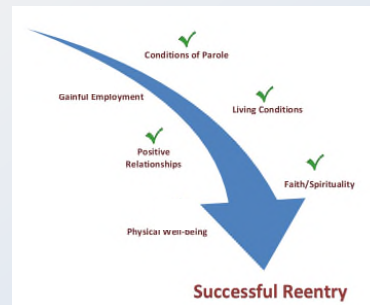 Conditions of Parole
Gainful Employment
Living Conditions
Positive
Relationships
Faith/Spirituality
Physical Well-being
Successful Reentry